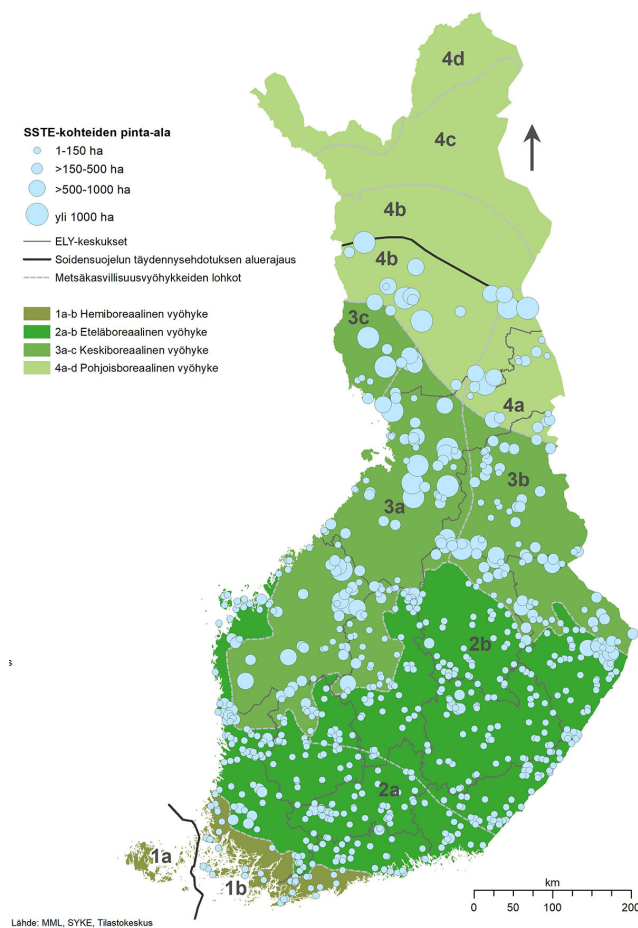 4d
4c
SSTE-kohteiden pinta-ala
1-150 ha
>150-500 ha
>500-1000 ha
yli 1000 ha
4b
ELY-keskukset
Soidensuojelun täydennysehdotuksen aluerajaus
4b
Metsäkasvillisuusvyöhykkeiden lohkot
1a-b Hemiboreaalinen vyöhyke
3c
2a-b Eteläboreaalinen vyöhyke
3a-c Keskiboreaalinen vyöhyke
4a-d Pohjoisboreaalinen vyöhyke
4a
3b
3a
2b
s
2a
1a
1b
km
0 50 100 150 200
Lähde: MML, SYKE, Tilastokeskus